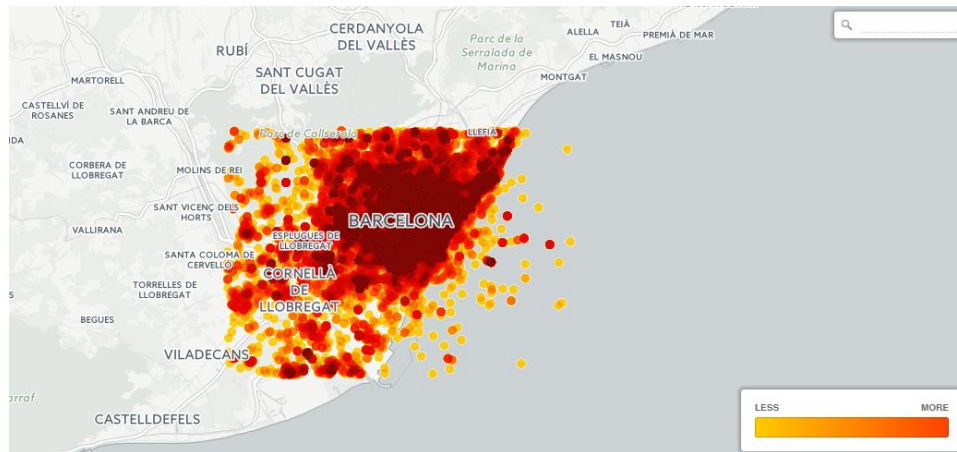 CERDANYOLA
DEL VALLÈS
RUBÍ
Parc de la
Serralada de
Marina
ALELLA
TEIÀ
PREMIÀ DE MAR
EL MASNOU
MONTGAT
SANT CUGAT
DEL VALLÈS
MARTORELL
CASTELLVÍ DE
ROSANES
SANT ANDREU DE
LA BARCA
Parc de Collserola
LLEFIÀ
CORBERA DE
LLOBREGAT
MOLINS DE REI
SANT VICENÇ DELS
HORTS
VALLIRANA
BARCELONA
ESPLUGUES DE
LLOBREGAT
SANTA COLOMA DE
CERVELLÓ
CORNELLÀ
DE
LLOBREGAT
TORRELLES DE
LLOBREGAT
BEGUES
VILADECANS
CASTELLDEFELS
LESS
MORE